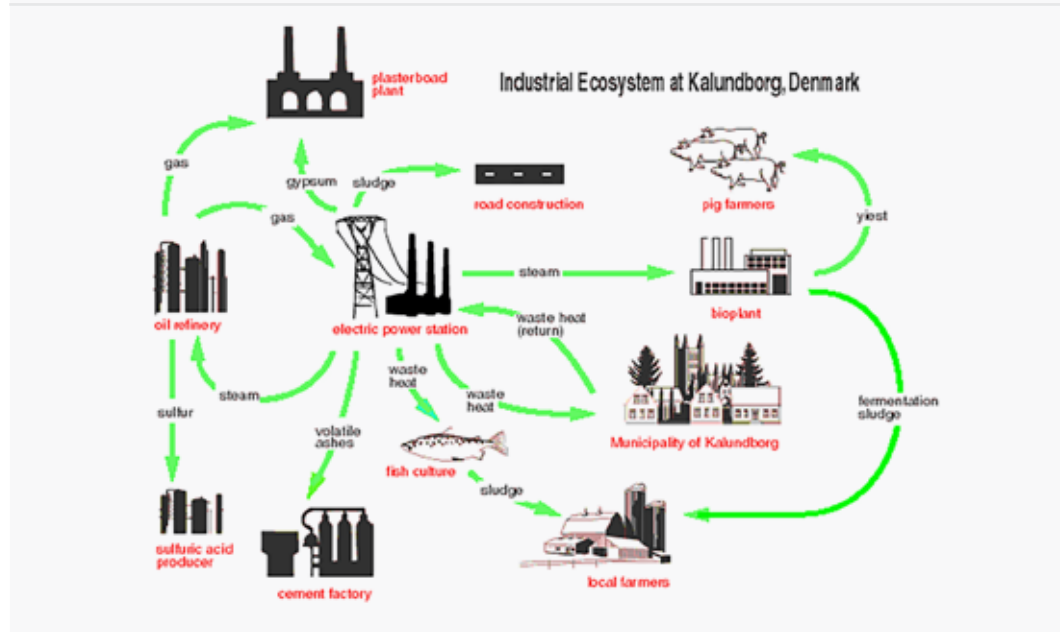 plasterboad
plant
Industrial Ecosystem at Kalundborg, Denmark
gas
gypsum
sludge
road construction
pig farmers
gas
yiest
steam
oil refinery
electric power station
waste heat
(return)
bioplant
steam
waste
heat
waste
heat
sulfur
volatile
ashes
fermentation
sludge
Municipality of Kalundborg
fish culture
sludge
sulfuric acid
producer
cement factory
local farmers